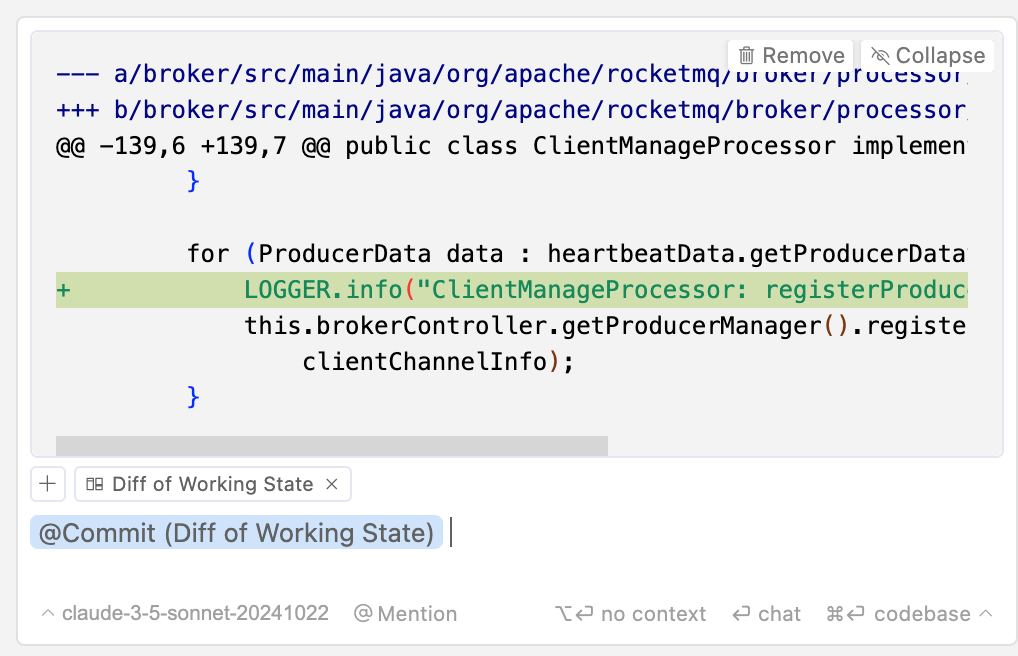 Remove Collapse
--- a/broker/src/main/java/org/apache/rocketmq/broker/processor
+++ b/broker/src/main/java/org/apache/rocketmq/broker/processor
@@ -139,6 +139,7 @@ public class ClientManageProcessor implemen
}
for (ProducerData data : heartbeatData.getProducerData
+ LOGGER.info("ClientManageProcessor: registerProduc
this.brokerController.getProducerManager().registe
clientChannelInfo);
}
+ Diff of Working State ×
@Commit (Diff of Working State)
^ claude-3-5-sonnet-20241022 @ Mention ⌥⏎ no context ⏎ chat ⌘⏎ codebase ^